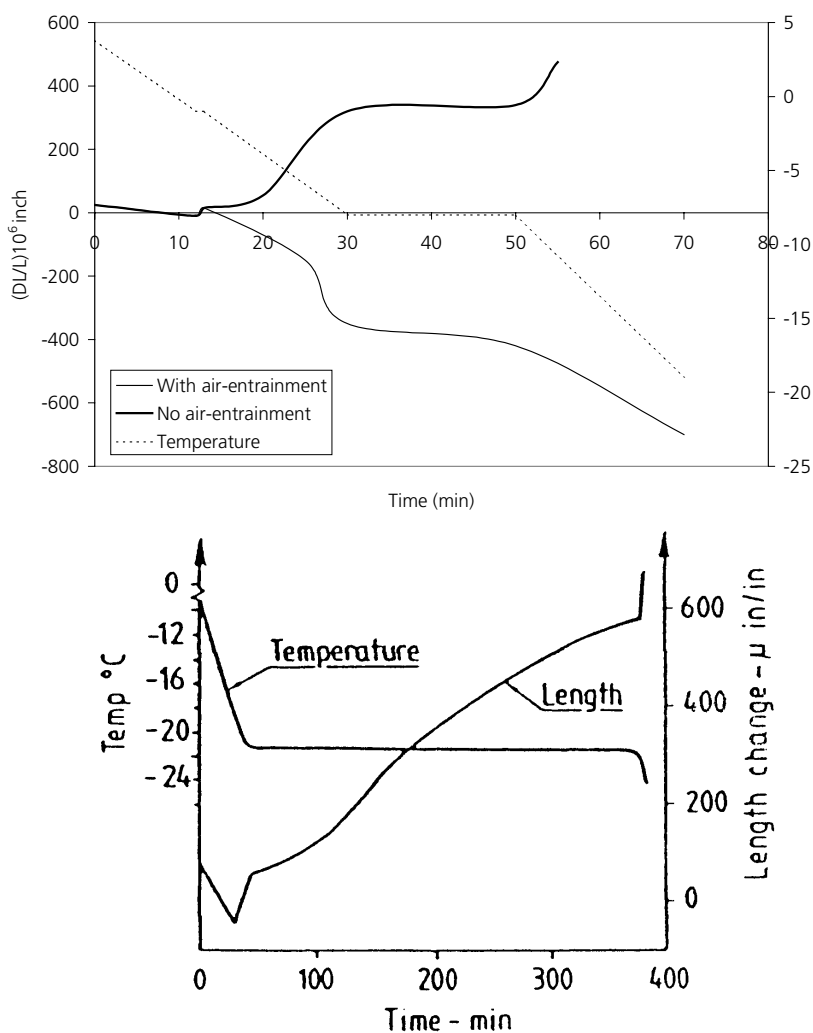 600
400
200
0
-200
-400
-600
-800
(DL/L)10⁶ inch
0 10 20 30 40 50 60 70 80
5
0
-5
-10
-15
-20
-25
With air-entrainment
No air-entrainment
Temperature
Time (min)
0
-12
-16
-20
-24
Temp °C
Temperature
Length
600
400
200
0
Length change - µ in/in
0 100 200 300 400
Time - min